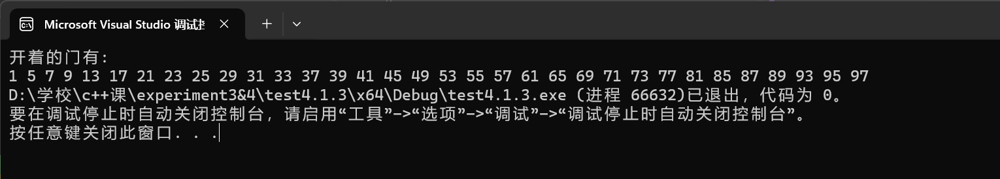 Microsoft Visual Studio 调试控
开着的门有:
1 5 7 9 13 17 21 23 25 29 31 33 37 39 41 45 49 53 55 57 61 65 69 71 73 77 81 85 87 89 93 95 97
D:\学校\c++课\experiment3&4\test4.1.3\x64\Debug\test4.1.3.exe (进程 66632)已退出，代码为 0。
要在调试停止时自动关闭控制台，请启用“工具”->“选项”->“调试”->“调试停止时自动关闭控制台”。
按任意键关闭此窗口. . .